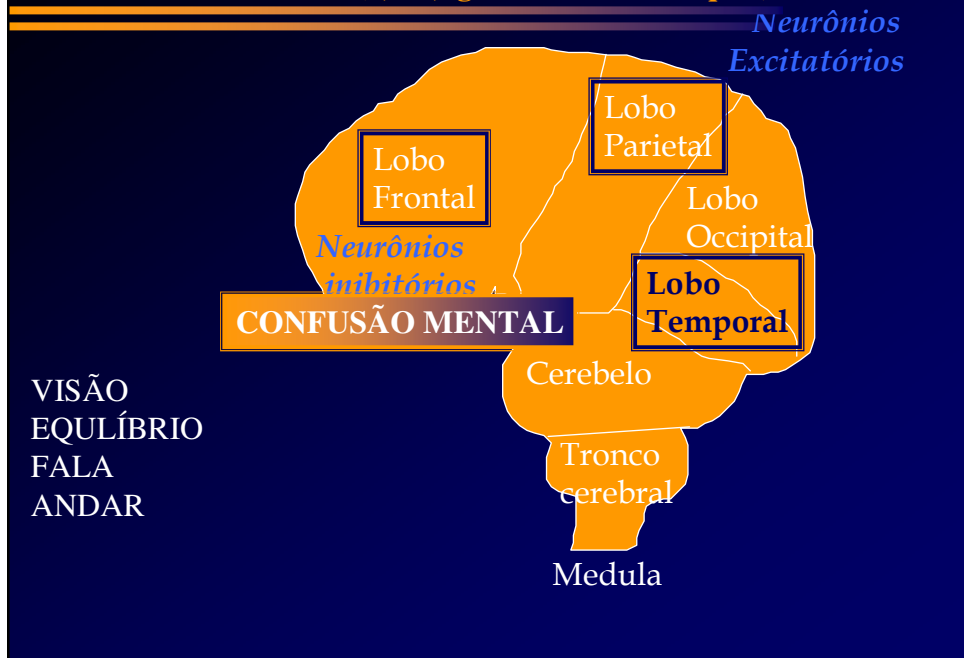 Neurônios
Excitatórios
Lobo
Parietal
Lobo
Frontal
Lobo
Occipital
Neurônios
inibitórios
Lobo
Temporal
CONFUSÃO MENTAL
Cerebelo
VISÃO
EQULÍBRIO
FALA
ANDAR
Tronco
cerebral
Medula